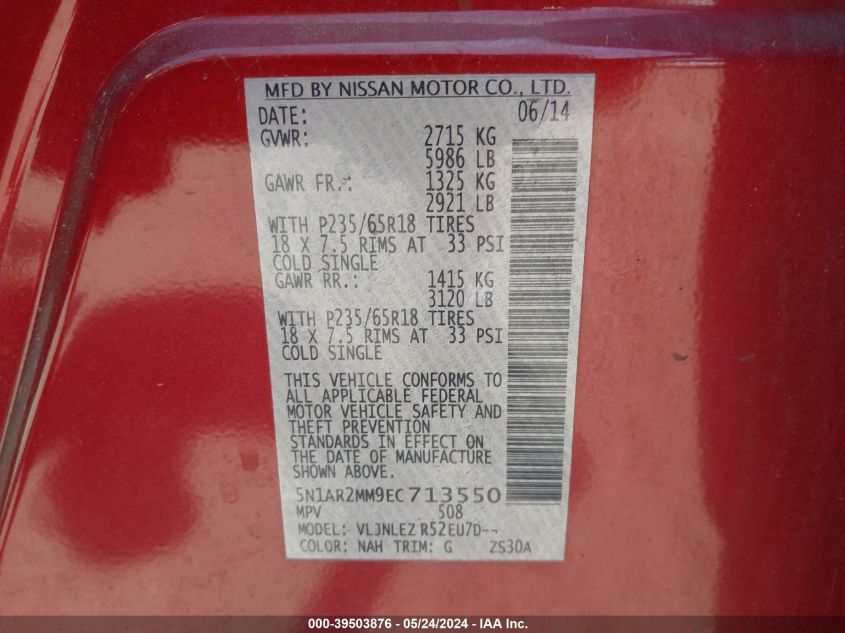 MFD BY NISSAN MOTOR CO., LTD.
DATE: 06/14
GVWR: 2715 KG
5986 LB
GAWR FR.: 1325 KG
2921 LB
WITH P235/65R18 TIRES
18 X 7.5 RIMS AT 33 PSI
COLD SINGLE
GAWR RR.: 1415 KG
3120 LB
WITH P235/65R18 TIRES
18 X 7.5 RIMS AT 33 PSI
COLD SINGLE
THIS VEHICLE CONFORMS TO
ALL APPLICABLE FEDERAL
MOTOR VEHICLE SAFETY AND
THEFT PREVENTION
STANDARDS IN EFFECT ON
THE DATE OF MANUFACTURE
SHOWN ABOVE.
5N1AR2MM9EC713550
MPV 508
MODEL: VLJNLEZ R52EU7D--
COLOR: NAH TRIM: G ZS30A
000-39503876 / 05/24/2024 - IAA Inc.